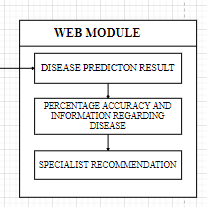 WEB MODULE
DISEASE PREDICTON RESULT
PERCENTAGE ACCURACY AND
INFORMATION REGARDING
DISEASE
SPECIALIST RECOMMENDATION